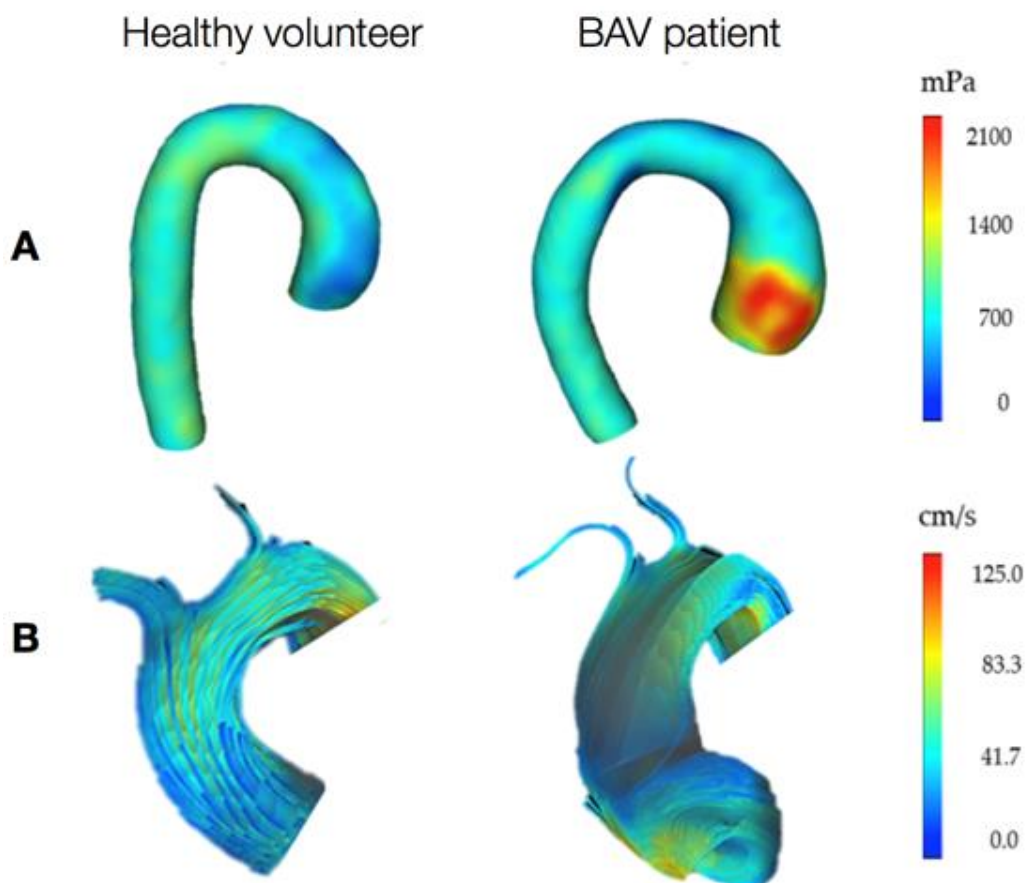 Healthy volunteer
BAV patient
mPa
2100
1400
700
0
A
cm/s
125.0
83.3
41.7
0.0
B